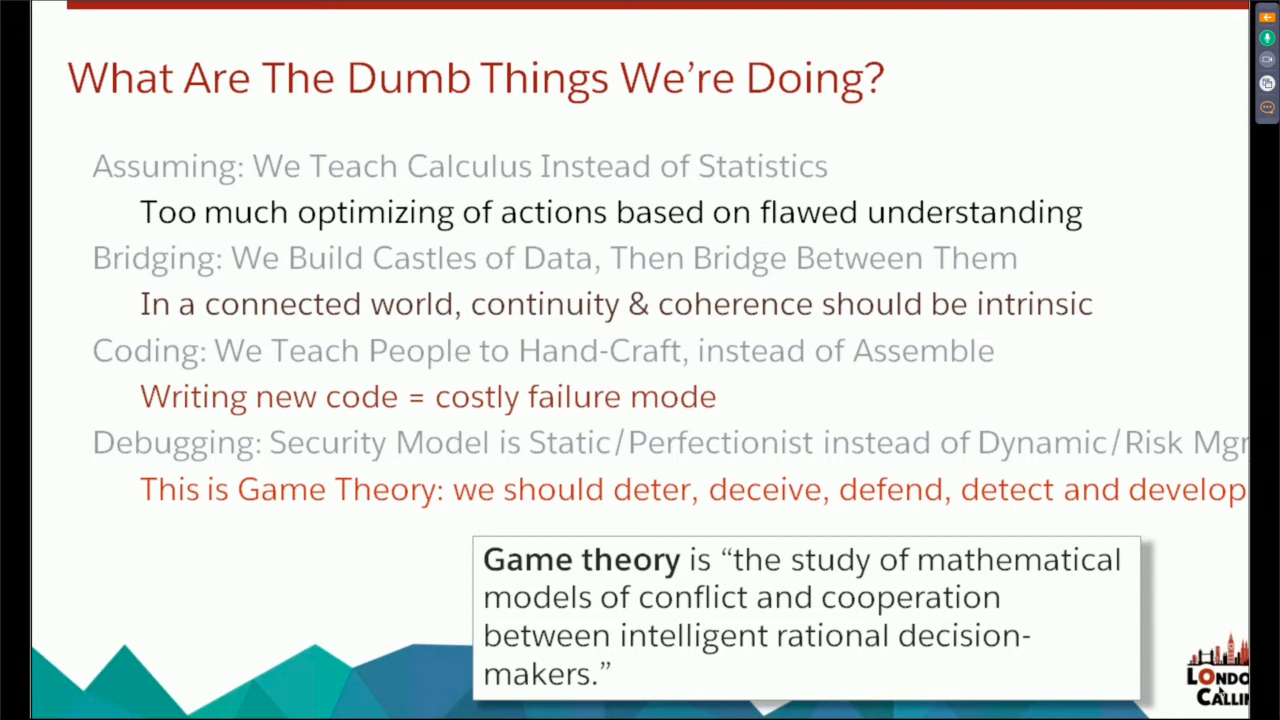 What Are The Dumb Things We're Doing?
Assuming: We Teach Calculus Instead of Statistics
Too much optimizing of actions based on flawed understanding
Bridging: We Build Castles of Data, Then Bridge Between Them
In a connected world, continuity & coherence should be intrinsic
Coding: We Teach People to Hand-Craft, instead of Assemble
Writing new code = costly failure mode
Debugging: Security Model is Static/Perfectionist instead of Dynamic/Risk
This is Game Theory: we should deter, deceive, defend, detect and develop
Game theory is “the study of mathematical
models of conflict and cooperation
between intelligent rational decision-
makers.”